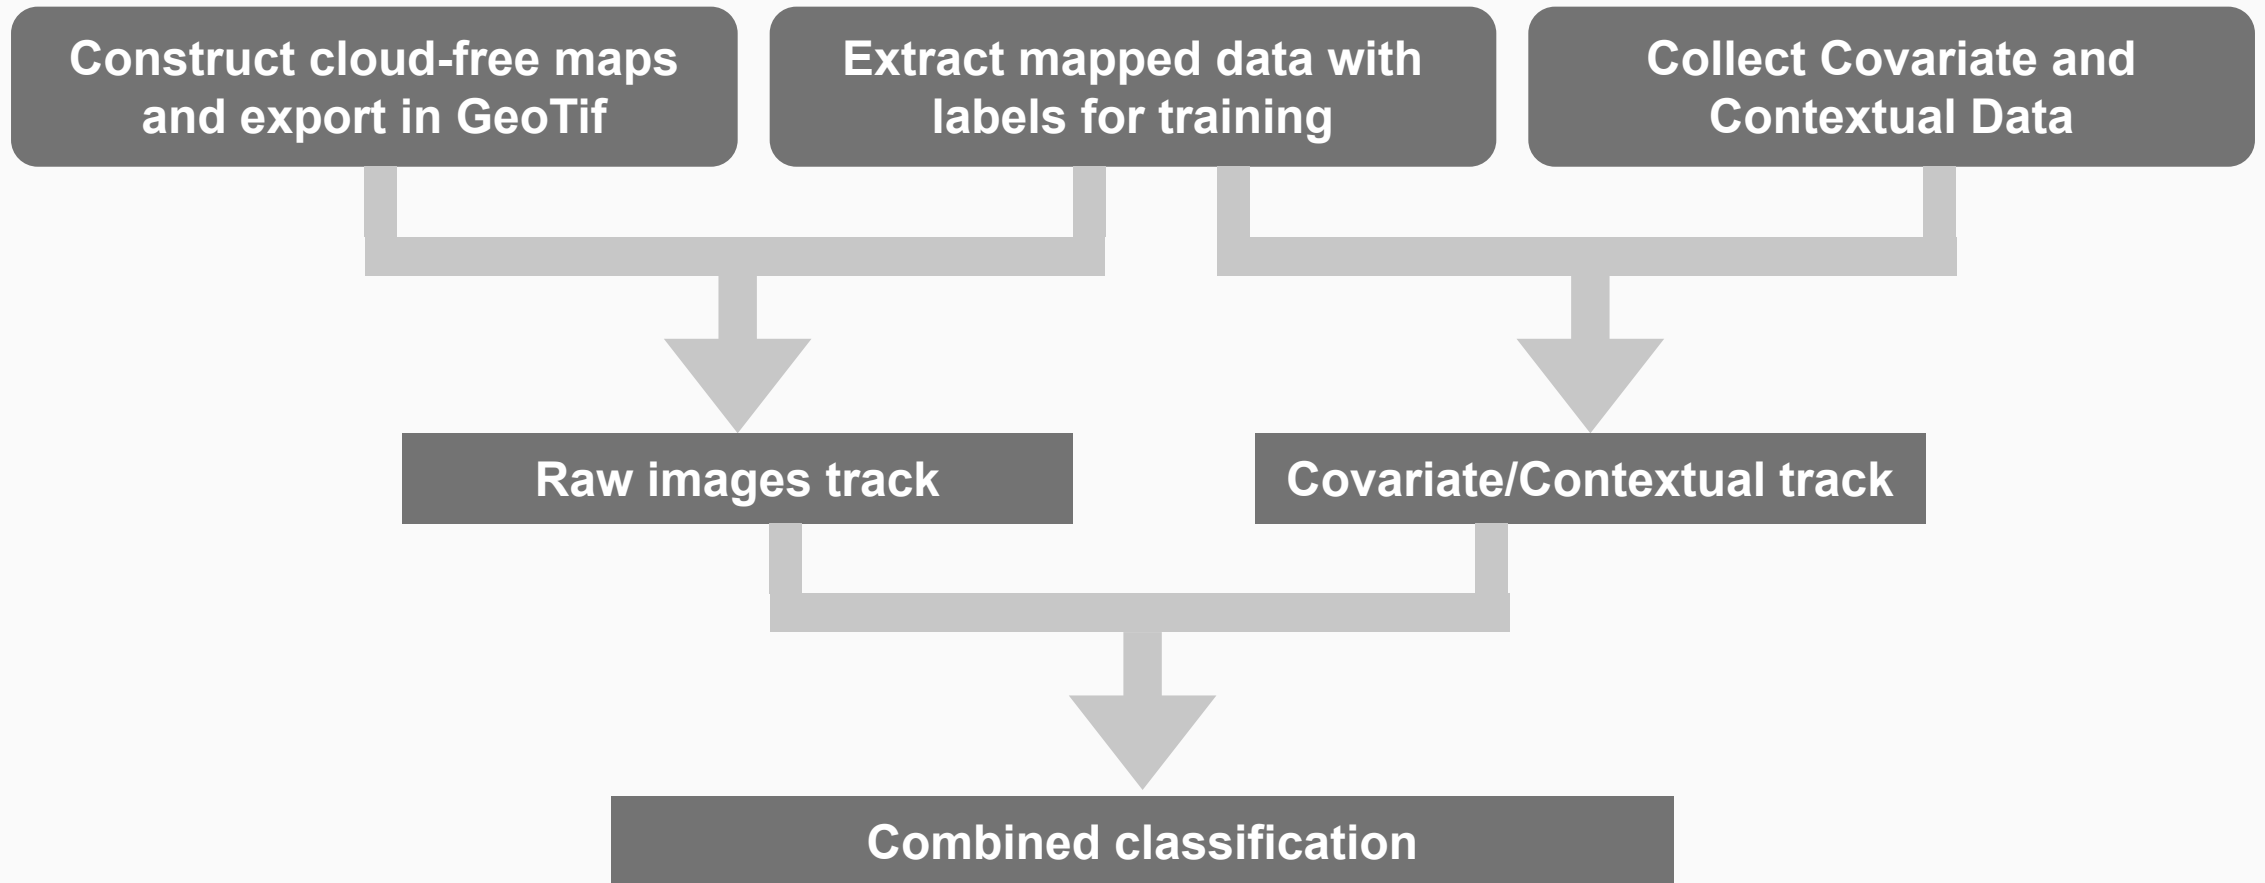 Construct cloud-free maps
and export in GeoTif
Extract mapped data with
labels for training
Collect Covariate and
Contextual Data
Raw images track
Covariate/Contextual track
Combined classification